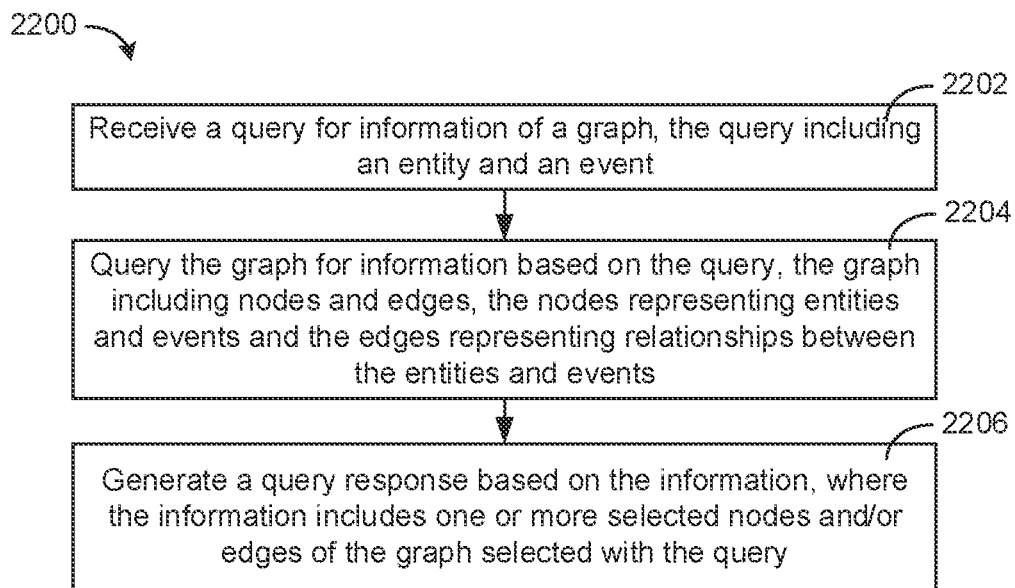 2200
2202
Receive a query for information of a graph, the query including
an entity and an event
2204
Query the graph for information based on the query, the graph
including nodes and edges, the nodes representing entities
and events and the edges representing relationships between
the entities and events
2206
Generate a query response based on the information, where
the information includes one or more selected nodes and/or
edges of the graph selected with the query